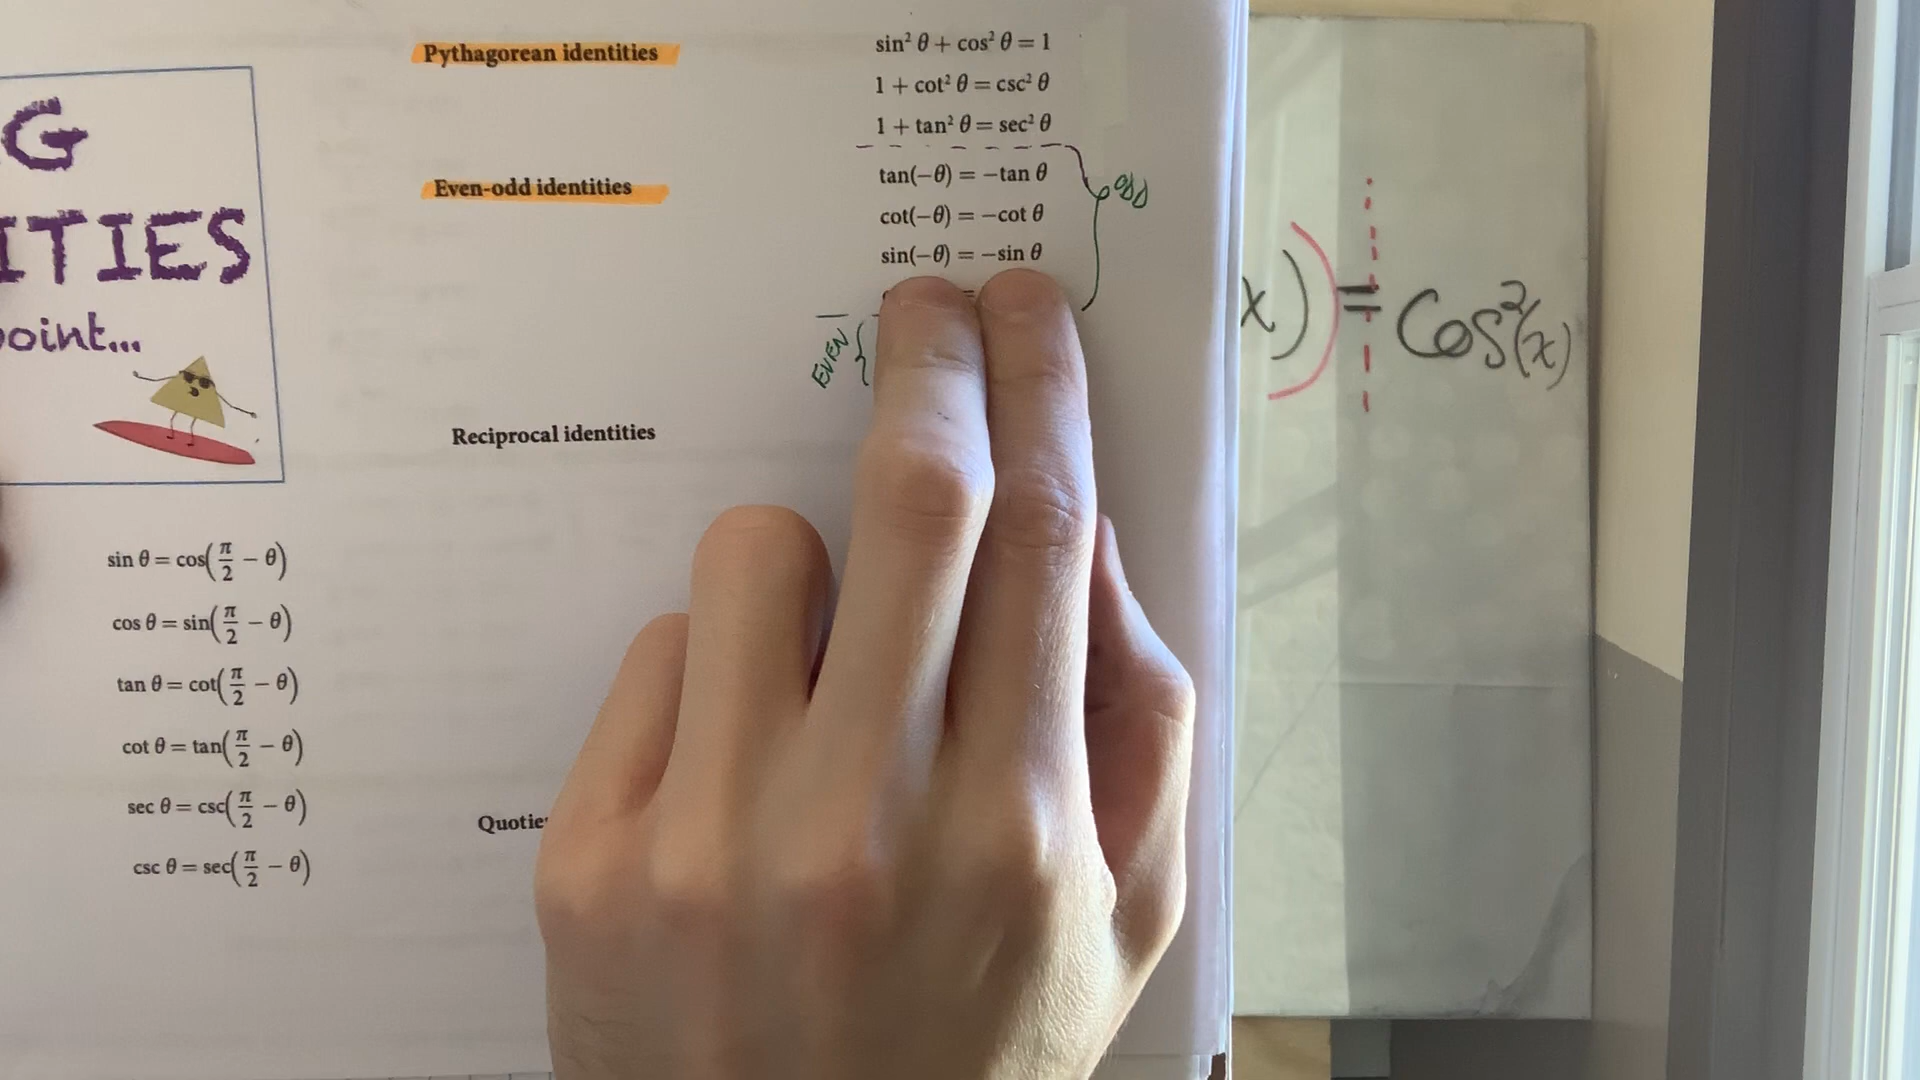 G
ITIES
point...
sin θ = cos(π/2 − θ)
cos θ = sin(π/2 − θ)
tan θ = cot(π/2 − θ)
cot θ = tan(π/2 − θ)
sec θ = csc(π/2 − θ)
csc θ = sec(π/2 − θ)
Pythagorean identities
sin² θ + cos² θ = 1
1 + cot² θ = csc² θ
1 + tan² θ = sec² θ
Even-odd identities
tan(−θ) = −tan θ
cot(−θ) = −cot θ
sin(−θ) = −sin θ
odd
EVEN
Reciprocal identities
Quotie
x) = Cos²(x)